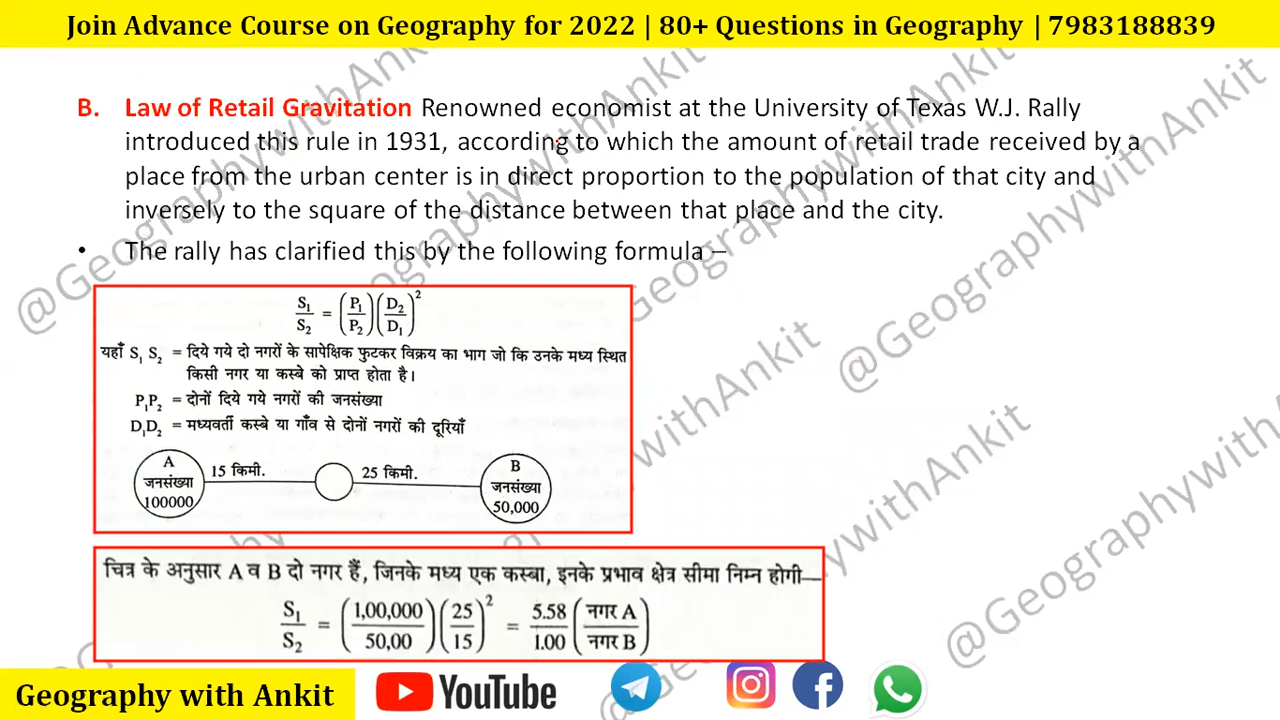 Join Advance Course on Geography for 2022 | 80+ Questions in Geography | 7983188839
B. Law of Retail Gravitation Renowned economist at the University of Texas W.J. Rally
introduced this rule in 1931, according to which the amount of retail trade received by a
place from the urban center is in direct proportion to the population of that city and
inversely to the square of the distance between that place and the city.
• The rally has clarified this by the following formula –
S₁/S₂ = (P₁/P₂)(D₂/D₁)²
यहाँ S₁ S₂ = दिये गये दो नगरों के सापेक्षिक फुटकर विक्रय का भाग जो कि उनके मध्य स्थित
किसी नगर या कस्बे को प्राप्त होता है।
P₁P₂ = दोनों दिये गये नगरों की जनसंख्या
D₁D₂ = मध्यवर्ती कस्बे या गाँव से दोनों नगरों की दूरियाँ
A
जनसंख्या
100000
15 किमी.
25 किमी.
B
जनसंख्या
50,000
चित्र के अनुसार A व B दो नगर हैं, जिनके मध्य एक कस्बा, इनके प्रभाव क्षेत्र सीमा निम्न होगी—
S₁/S₂ = (1,00,000/50,00)(25/15)² = 5.58/1.00 (नगर A/नगर B)
Geography with Ankit
YouTube
@GeographywithAnkit
@GeographywithAnkit
@GeographywithAnkit